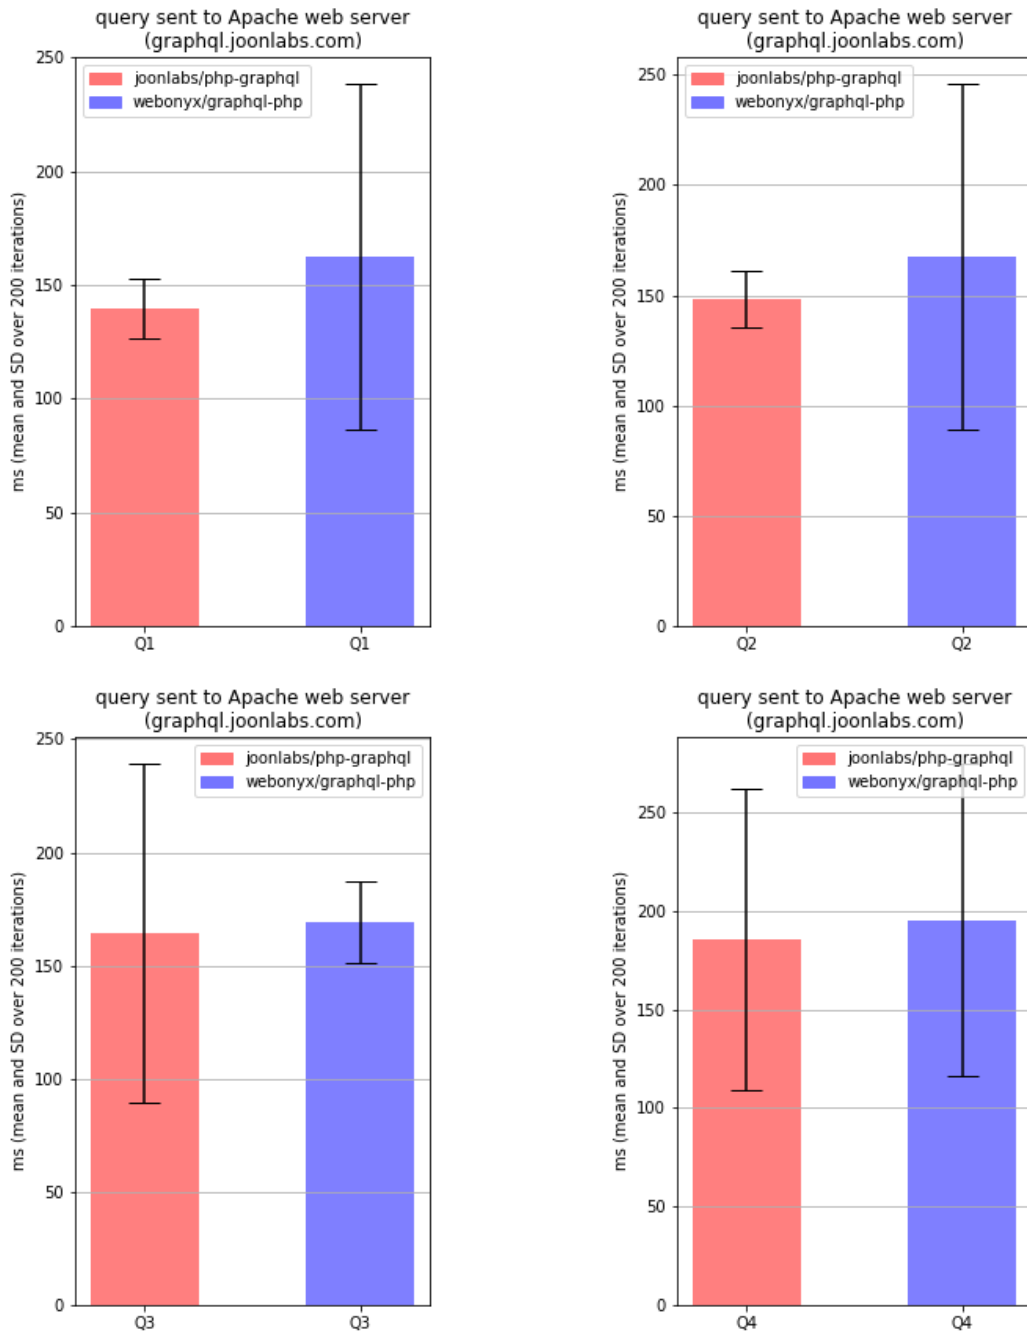 query sent to Apache web server
(graphql.joonlabs.com)
joonlabs/php-graphql
webonyx/graphql-php
ms (mean and SD over 200 iterations)
250
200
150
100
50
0
Q1
Q1
query sent to Apache web server
(graphql.joonlabs.com)
joonlabs/php-graphql
webonyx/graphql-php
ms (mean and SD over 200 iterations)
250
200
150
100
50
0
Q2
Q2
query sent to Apache web server
(graphql.joonlabs.com)
joonlabs/php-graphql
webonyx/graphql-php
ms (mean and SD over 200 iterations)
250
200
150
100
50
0
Q3
Q3
query sent to Apache web server
(graphql.joonlabs.com)
joonlabs/php-graphql
webonyx/graphql-php
ms (mean and SD over 200 iterations)
250
200
150
100
50
0
Q4
Q4